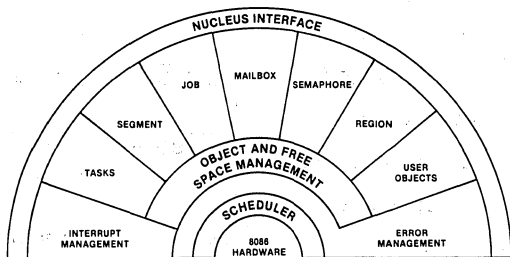 NUCLEUS INTERFACE
MAILBOX
JOB
SEMAPHORE
SEGMENT
REGION
OBJECT AND FREE
SPACE MANAGEMENT
TASKS
USER
OBJECTS
SCHEDULER
INTERRUPT
MANAGEMENT
8086
HARDWARE
ERROR
MANAGEMENT